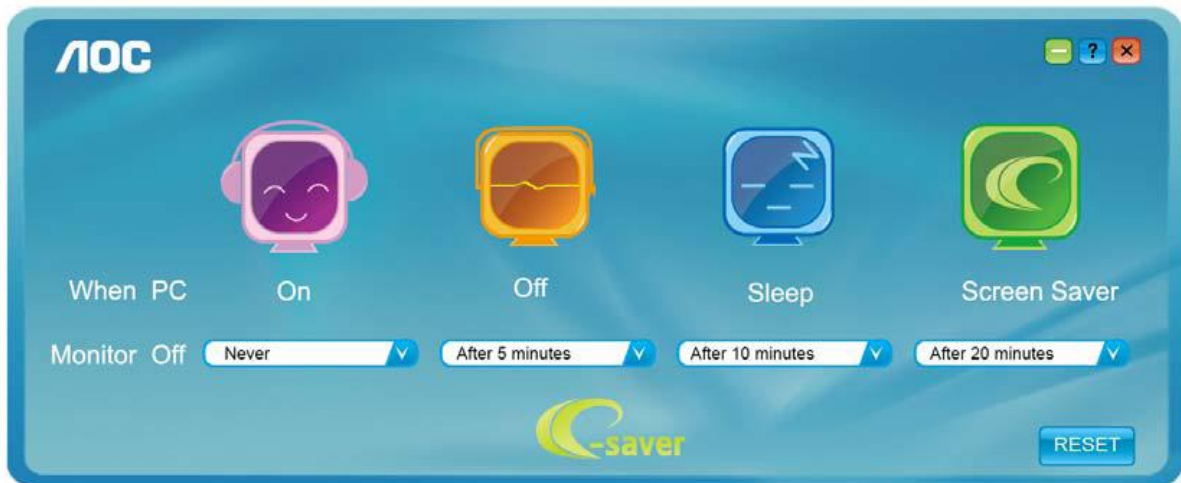 AOC
?
When PC On Off Sleep Screen Saver
Monitor Off Never After 5 minutes After 10 minutes After 20 minutes
e-saver
RESET